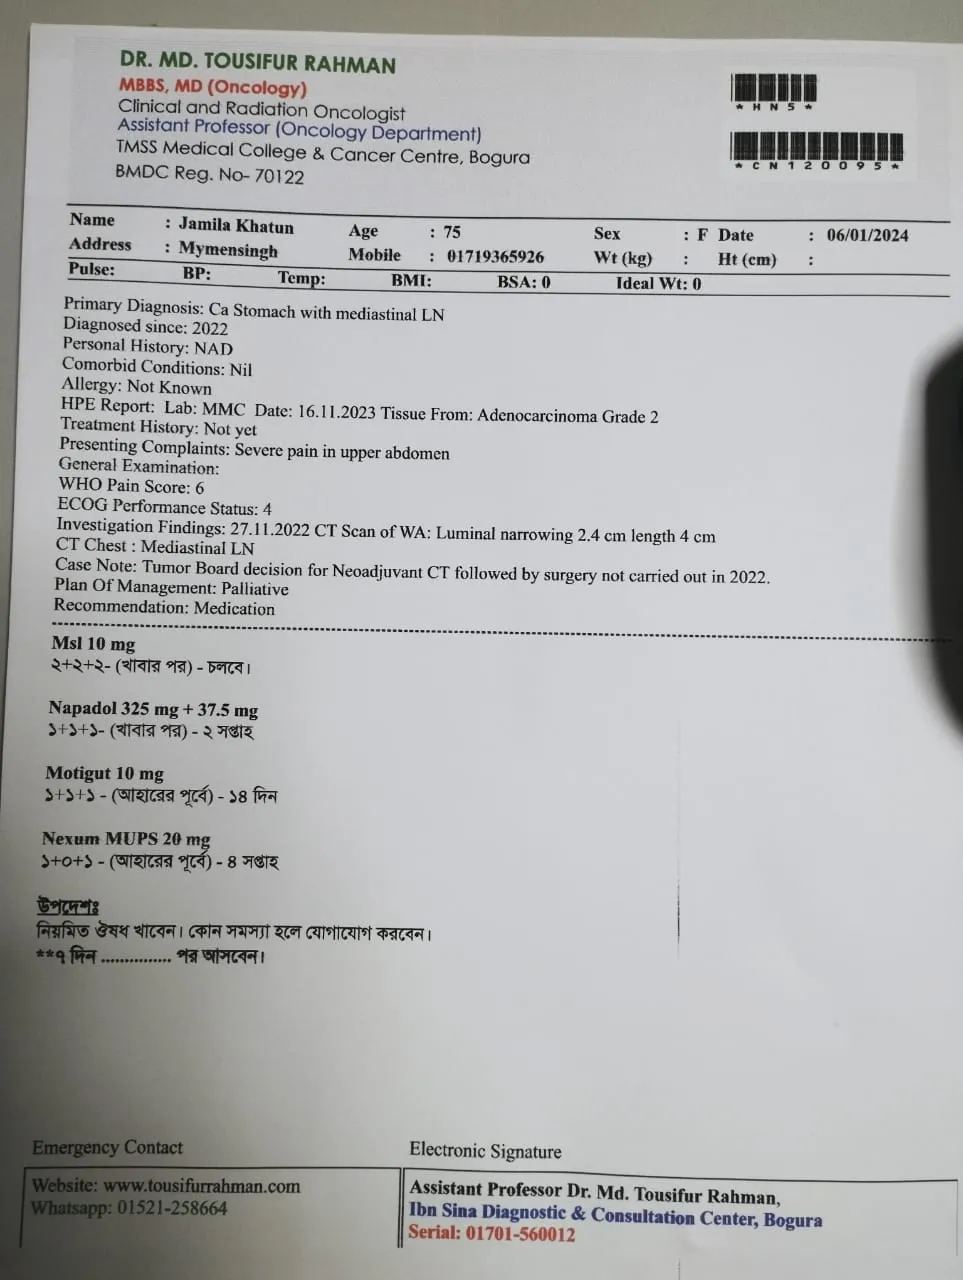 DR. MD. TOUSIFUR RAHMAN
MBBS, MD (Oncology)
Clinical and Radiation Oncologist
Assistant Professor (Oncology Department)
TMSS Medical College & Cancer Centre, Bogura
BMDC Reg. No- 70122
* H N 5 *
* C N 1 2 0 0 9 5 *
Name : Jamila Khatun Age : 75 Sex : F Date : 06/01/2024
Address : Mymensingh Mobile : 01719365926 Wt (kg) : Ht (cm) :
Pulse: BP: Temp: BMI: BSA: 0 Ideal Wt: 0
Primary Diagnosis: Ca Stomach with mediastinal LN
Diagnosed since: 2022
Personal History: NAD
Comorbid Conditions: Nil
Allergy: Not Known
HPE Report: Lab: MMC Date: 16.11.2023 Tissue From: Adenocarcinoma Grade 2
Treatment History: Not yet
Presenting Complaints: Severe pain in upper abdomen
General Examination:
WHO Pain Score: 6
ECOG Performance Status: 4
Investigation Findings: 27.11.2022 CT Scan of WA: Luminal narrowing 2.4 cm length 4 cm
CT Chest : Mediastinal LN
Case Note: Tumor Board decision for Neoadjuvant CT followed by surgery not carried out in 2022.
Plan Of Management: Palliative
Recommendation: Medication
Msl 10 mg
২+২+২- (খাবার পর) - চলবে।
Napadol 325 mg + 37.5 mg
১+১+১- (খাবার পর) - ২ সপ্তাহ
Motigut 10 mg
১+১+১ - (আহারের পূর্বে) - ১৪ দিন
Nexum MUPS 20 mg
১+০+১ - (আহারের পূর্বে) - ৪ সপ্তাহ
উপদেশঃ
নিয়মিত ঔষধ খাবেন। কোন সমস্যা হলে যোগাযোগ করবেন।
**৭ দিন ............... পর আসবেন।
Emergency Contact
Website: www.tousifurrahman.com
Whatsapp: 01521-258664
Electronic Signature
Assistant Professor Dr. Md. Tousifur Rahman,
Ibn Sina Diagnostic & Consultation Center, Bogura
Serial: 01701-560012